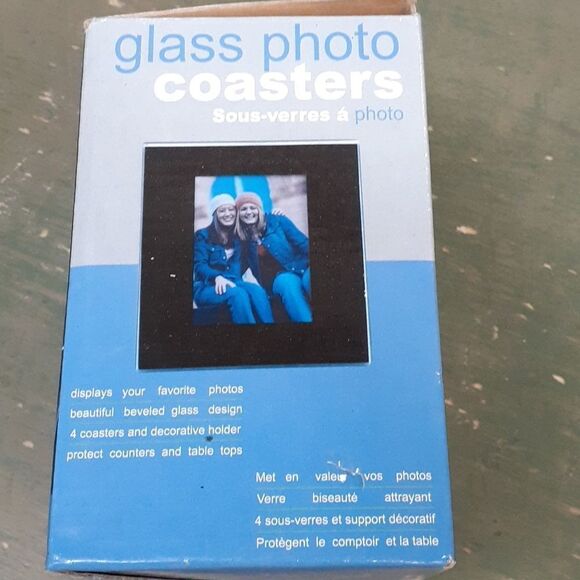 glass photo
coasters
Sous-verres á photo
displays your favorite photos
beautiful beveled glass design
4 coasters and decorative holder
protect counters and table tops
Met en valeur vos photos
Verre biseauté attrayant
4 sous-verres et support décoratif
Protègent le comptoir et la table